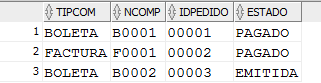 TIPCOM NCOMP IDPEDIDO ESTADO
1 BOLETA B0001 00001 PAGADO
2 FACTURA F0001 00002 PAGADO
3 BOLETA B0002 00003 EMITIDA